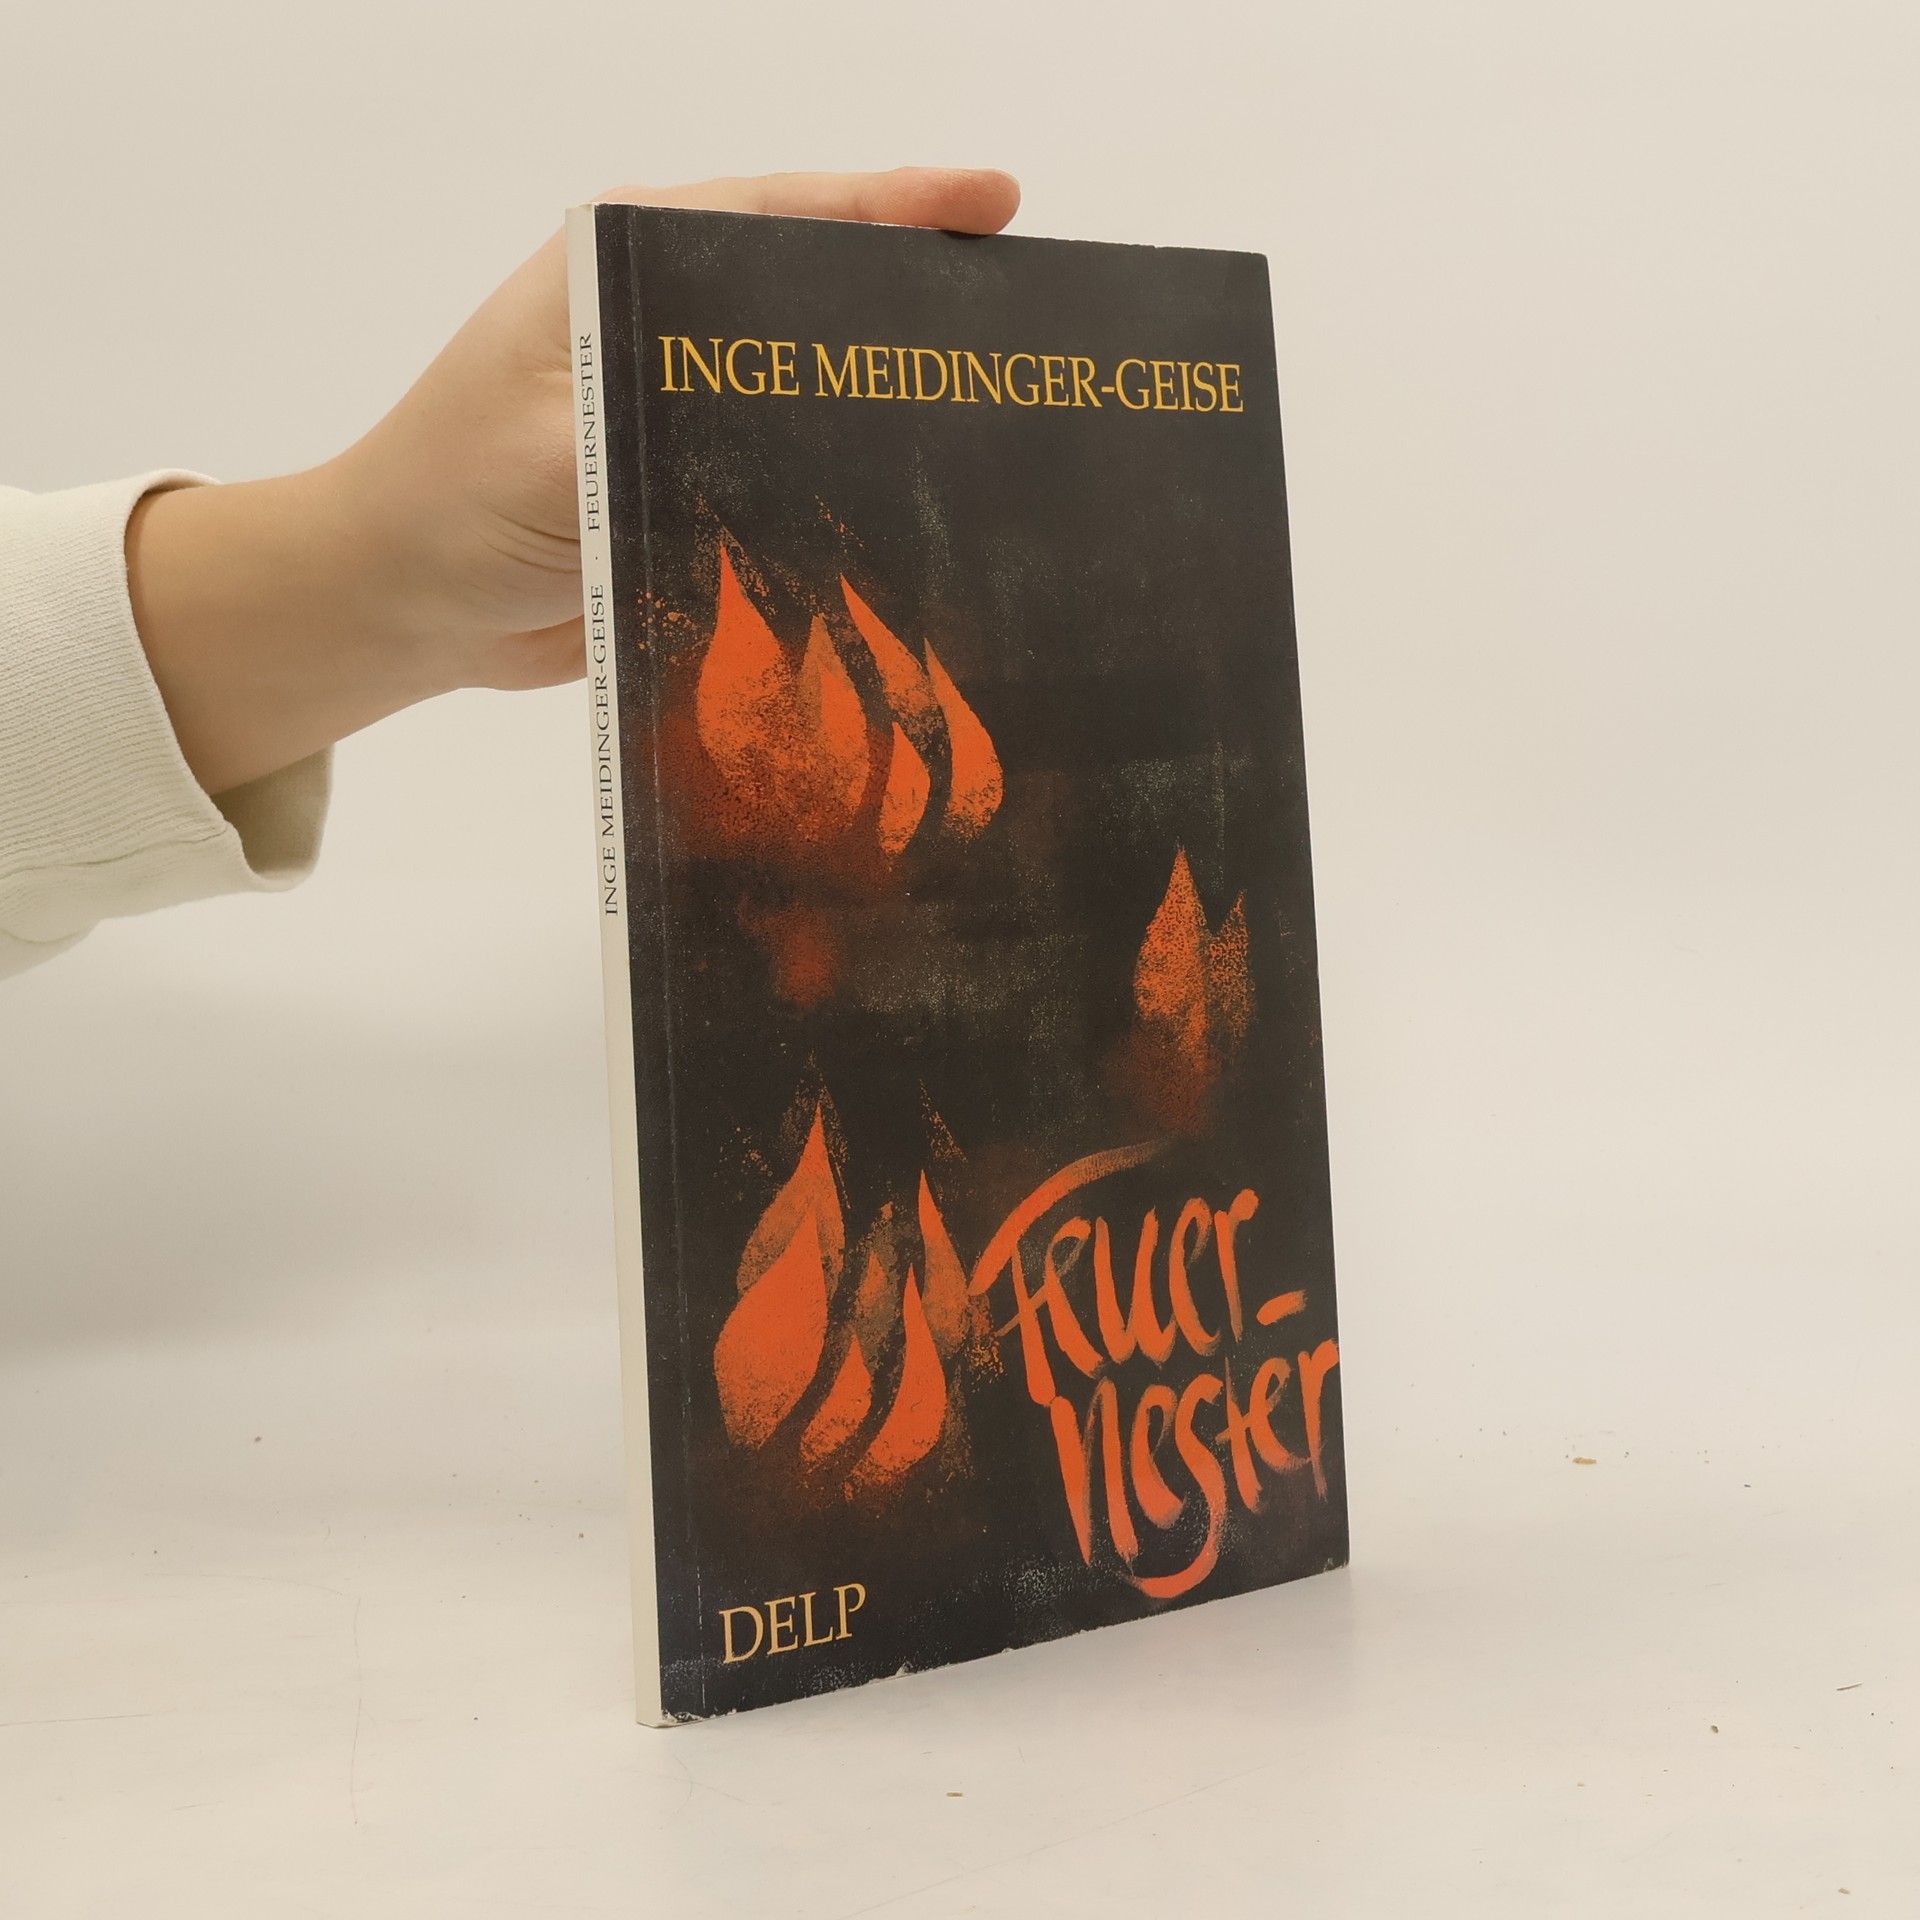 INGE MEIDINGER-GEISE · FEUERNESTER
INGE MEIDINGER-GEISE
Feuer-
nester
DELP